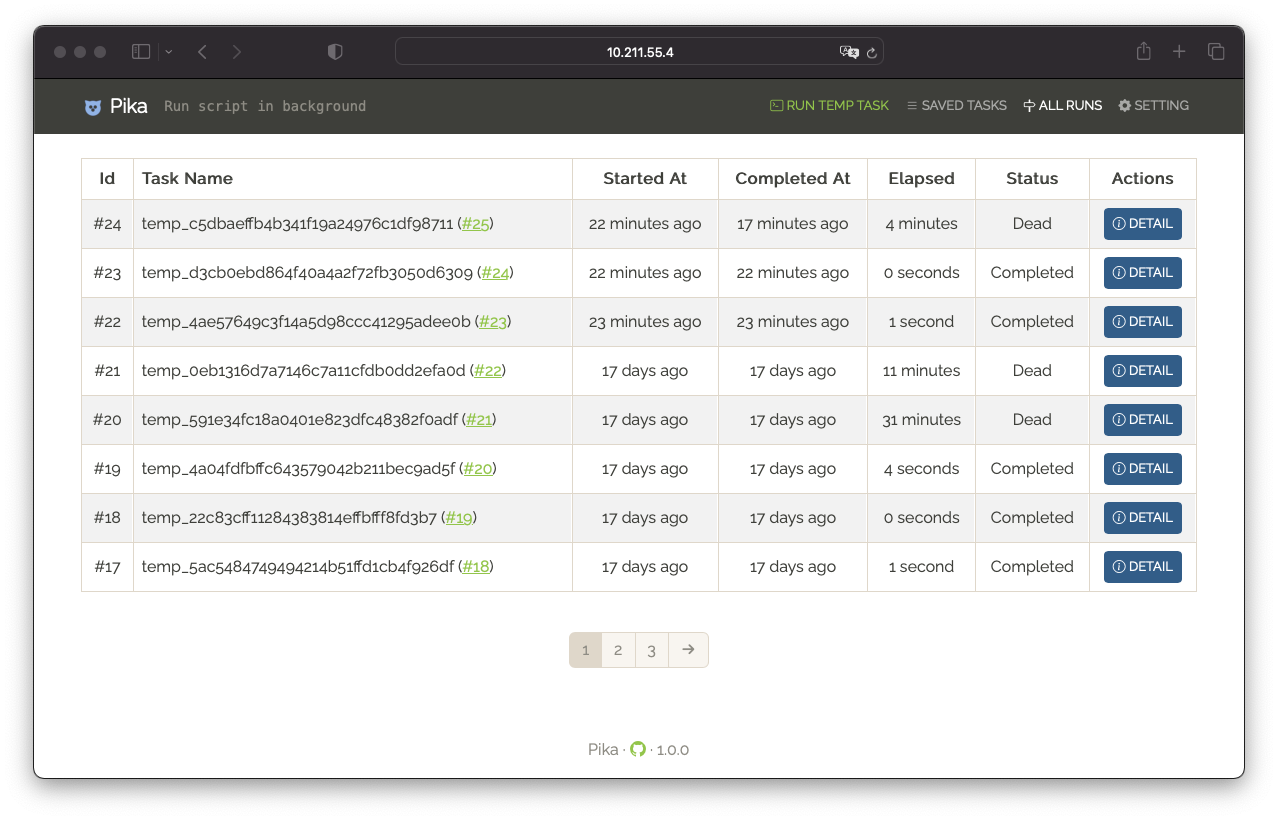 10.211.55.4
Pika Run script in background RUN TEMP TASK SAVED TASKS ALL RUNS SETTING
Id Task Name Started At Completed At Elapsed Status Actions
#24 temp_c5dbaeffb4b341f19a24976c1df98711 (#25) 22 minutes ago 17 minutes ago 4 minutes Dead DETAIL
#23 temp_d3cb0ebd864f40a4a2f72fb3050d6309 (#24) 22 minutes ago 22 minutes ago 0 seconds Completed DETAIL
#22 temp_4ae57649c3f14a5d98ccc41295adee0b (#23) 23 minutes ago 23 minutes ago 1 second Completed DETAIL
#21 temp_0eb1316d7a7146c7a11cfdb0dd2efa0d (#22) 17 days ago 17 days ago 11 minutes Dead DETAIL
#20 temp_591e34fc18a0401e823dfc48382f0adf (#21) 17 days ago 17 days ago 31 minutes Dead DETAIL
#19 temp_4a04fdfbffc643579042b211bec9ad5f (#20) 17 days ago 17 days ago 4 seconds Completed DETAIL
#18 temp_22c83cff11284383814effbfff8fd3b7 (#19) 17 days ago 17 days ago 0 seconds Completed DETAIL
#17 temp_5ac5484749494214b51ffd1cb4f926df (#18) 17 days ago 17 days ago 1 second Completed DETAIL
1 2 3 →
Pika · · 1.0.0